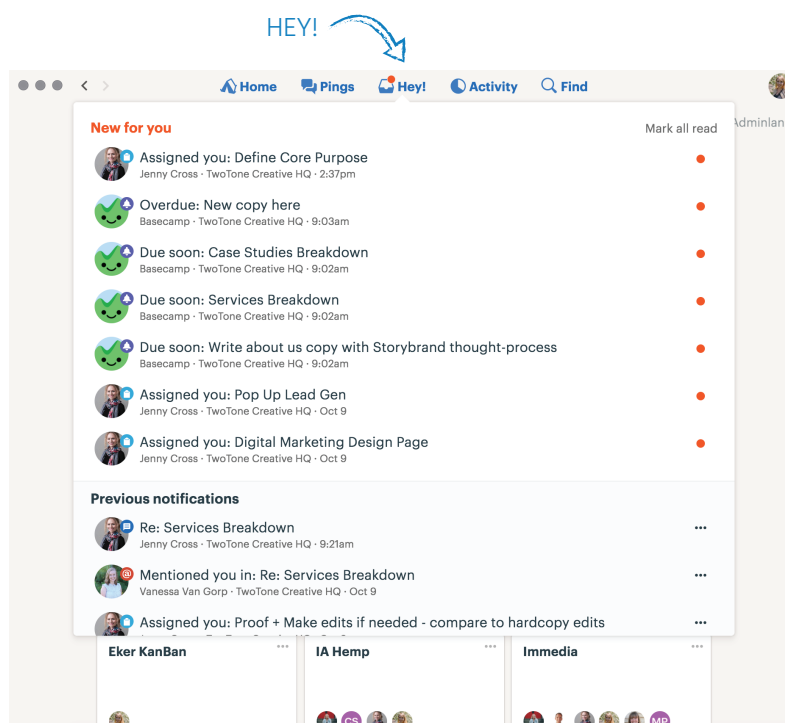 HEY!
Home Pings Hey! Activity Find
Adminlan
New for you Mark all read
Assigned you: Define Core Purpose
Jenny Cross · TwoTone Creative HQ · 2:37pm
Overdue: New copy here
Basecamp · TwoTone Creative HQ · 9:03am
Due soon: Case Studies Breakdown
Basecamp · TwoTone Creative HQ · 9:02am
Due soon: Services Breakdown
Basecamp · TwoTone Creative HQ · 9:02am
Due soon: Write about us copy with Storybrand thought-process
Basecamp · TwoTone Creative HQ · 9:02am
Assigned you: Pop Up Lead Gen
Jenny Cross · TwoTone Creative HQ · Oct 9
Assigned you: Digital Marketing Design Page
Jenny Cross · TwoTone Creative HQ · Oct 9
Previous notifications
Re: Services Breakdown
Jenny Cross · TwoTone Creative HQ · 9:21am
@
Mentioned you in: Re: Services Breakdown
Vanessa Van Gorp · TwoTone Creative HQ · Oct 9
Assigned you: Proof + Make edits if needed - compare to hardcopy edits
Eker KanBan IA Hemp Immedia
CS MP